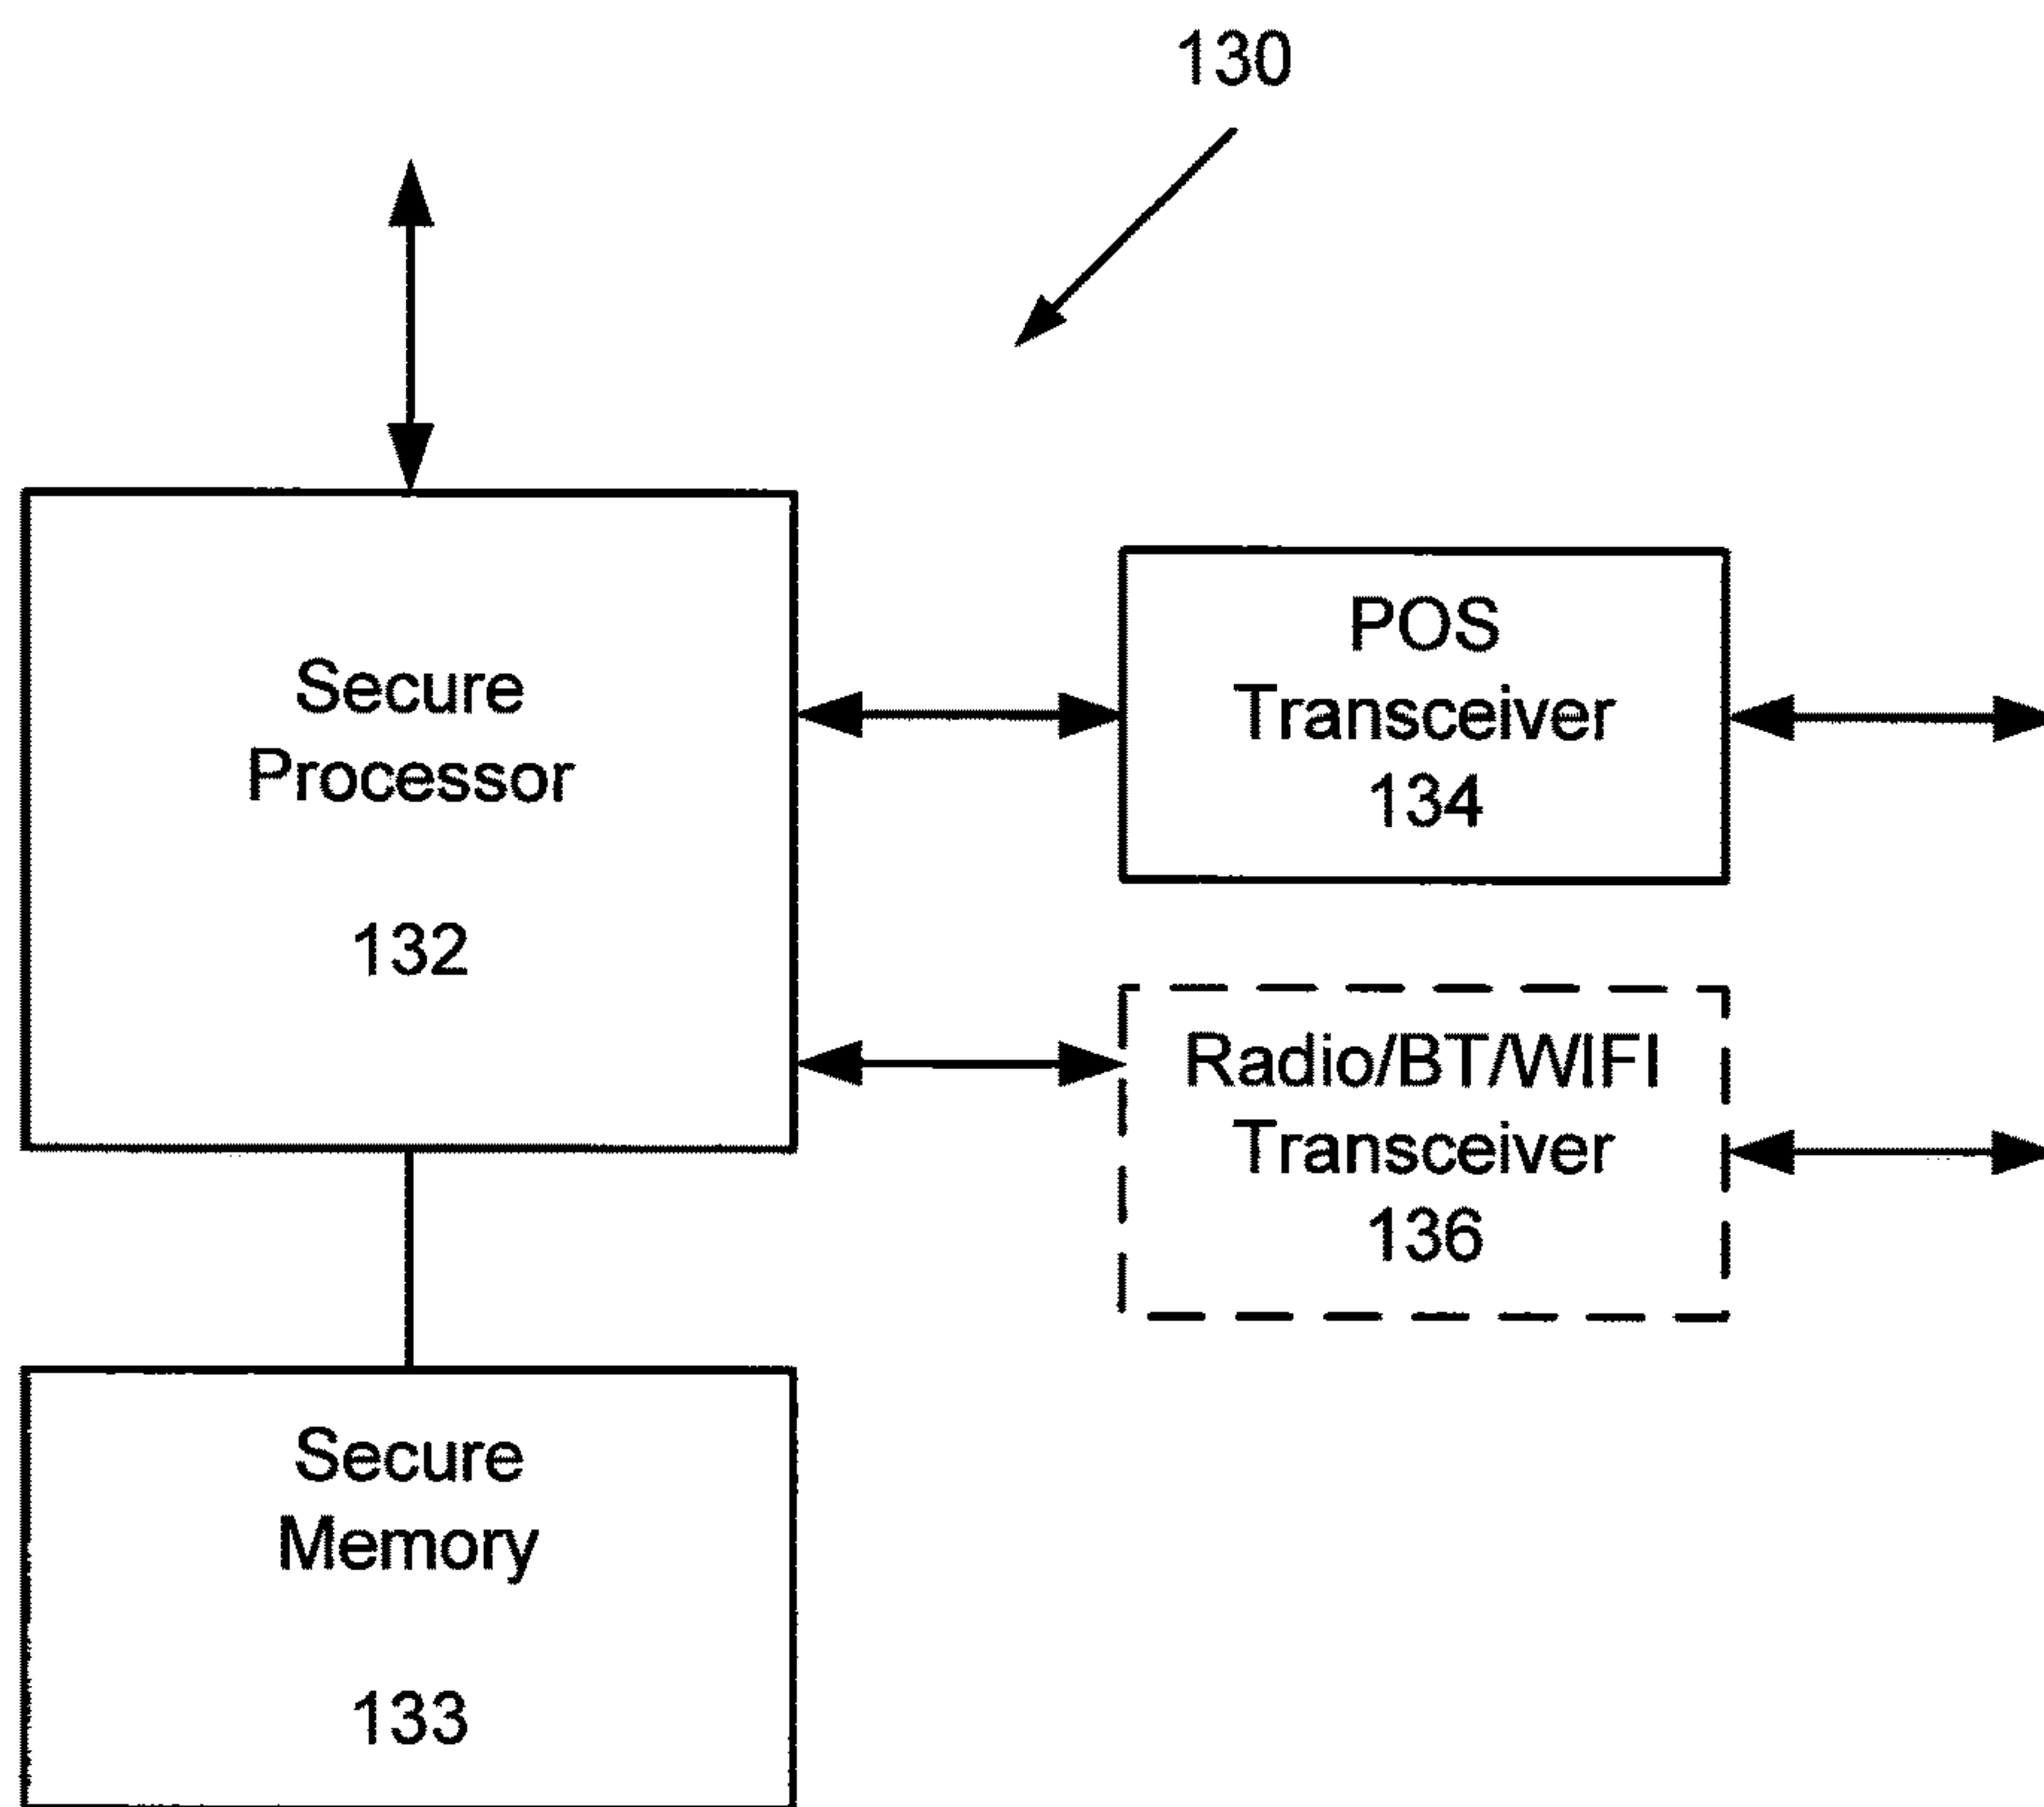 130
Secure
Processor
132
POS
Transceiver
134
Radio/BT/WIFI
Transceiver
136
Secure
Memory
133